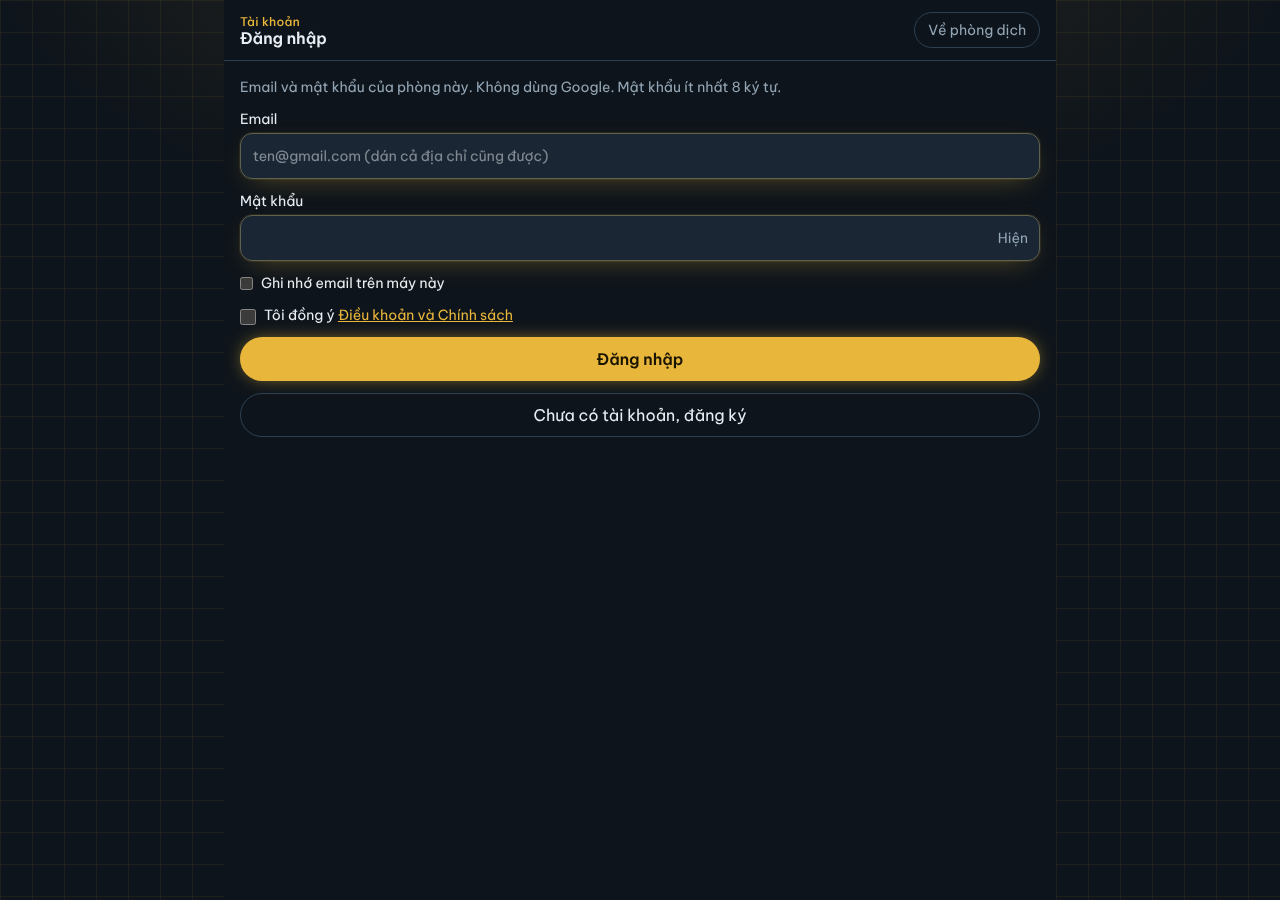 Tài khoản
Đăng nhập
Về phòng dịch
Email và mật khẩu của phòng này. Không dùng Google. Mật khẩu ít nhất 8 ký tự.
Email
ten@gmail.com (dán cả địa chỉ cũng được)
Mật khẩu
Hiện
Ghi nhớ email trên máy này
Tôi đồng ý Điều khoản và Chính sách
Đăng nhập
Chưa có tài khoản, đăng ký